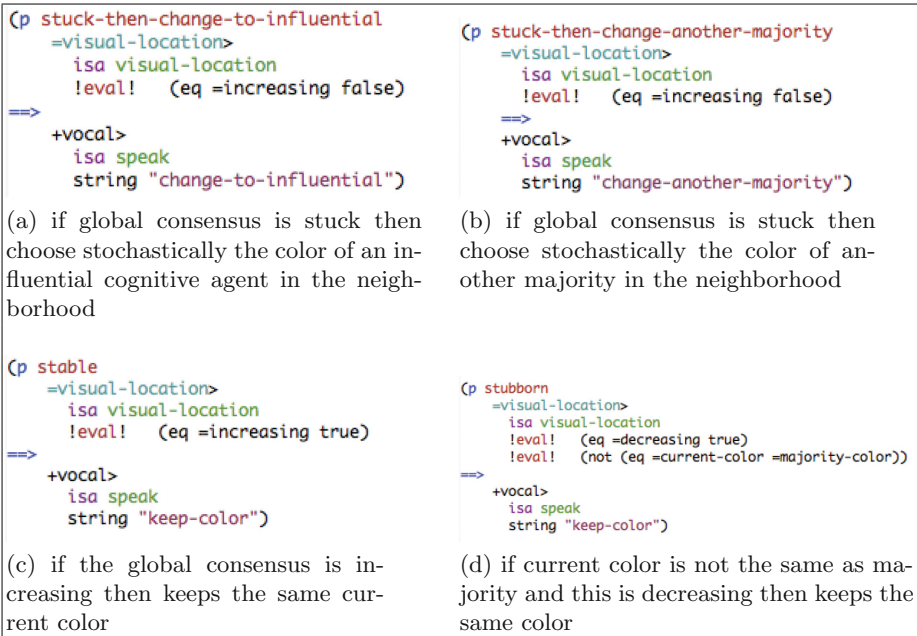 (p stuck-then-change-to-influential
=visual-location>
isa visual-location
!eval! (eq =increasing false)
==>
+vocal>
isa speak
string "change-to-influential")
(a) if global consensus is stuck then
choose stochastically the color of an in-
fluential cognitive agent in the neigh-
borhood
(p stuck-then-change-another-majority
=visual-location>
isa visual-location
!eval! (eq =increasing false)
==>
+vocal>
isa speak
string "change-another-majority")
(b) if global consensus is stuck then
choose stochastically the color of an-
other majority in the neighborhood
(p stable
=visual-location>
isa visual-location
!eval! (eq =increasing true)
==>
+vocal>
isa speak
string "keep-color")
(c) if the global consensus is in-
creasing then keeps the same cur-
rent color
(p stubborn
=visual-location>
isa visual-location
!eval! (eq =decreasing true)
!eval! (not (eq =current-color =majority-color))
==>
+vocal>
isa speak
string "keep-color")
(d) if current color is not the same as ma-
jority and this is decreasing then keeps the
same color